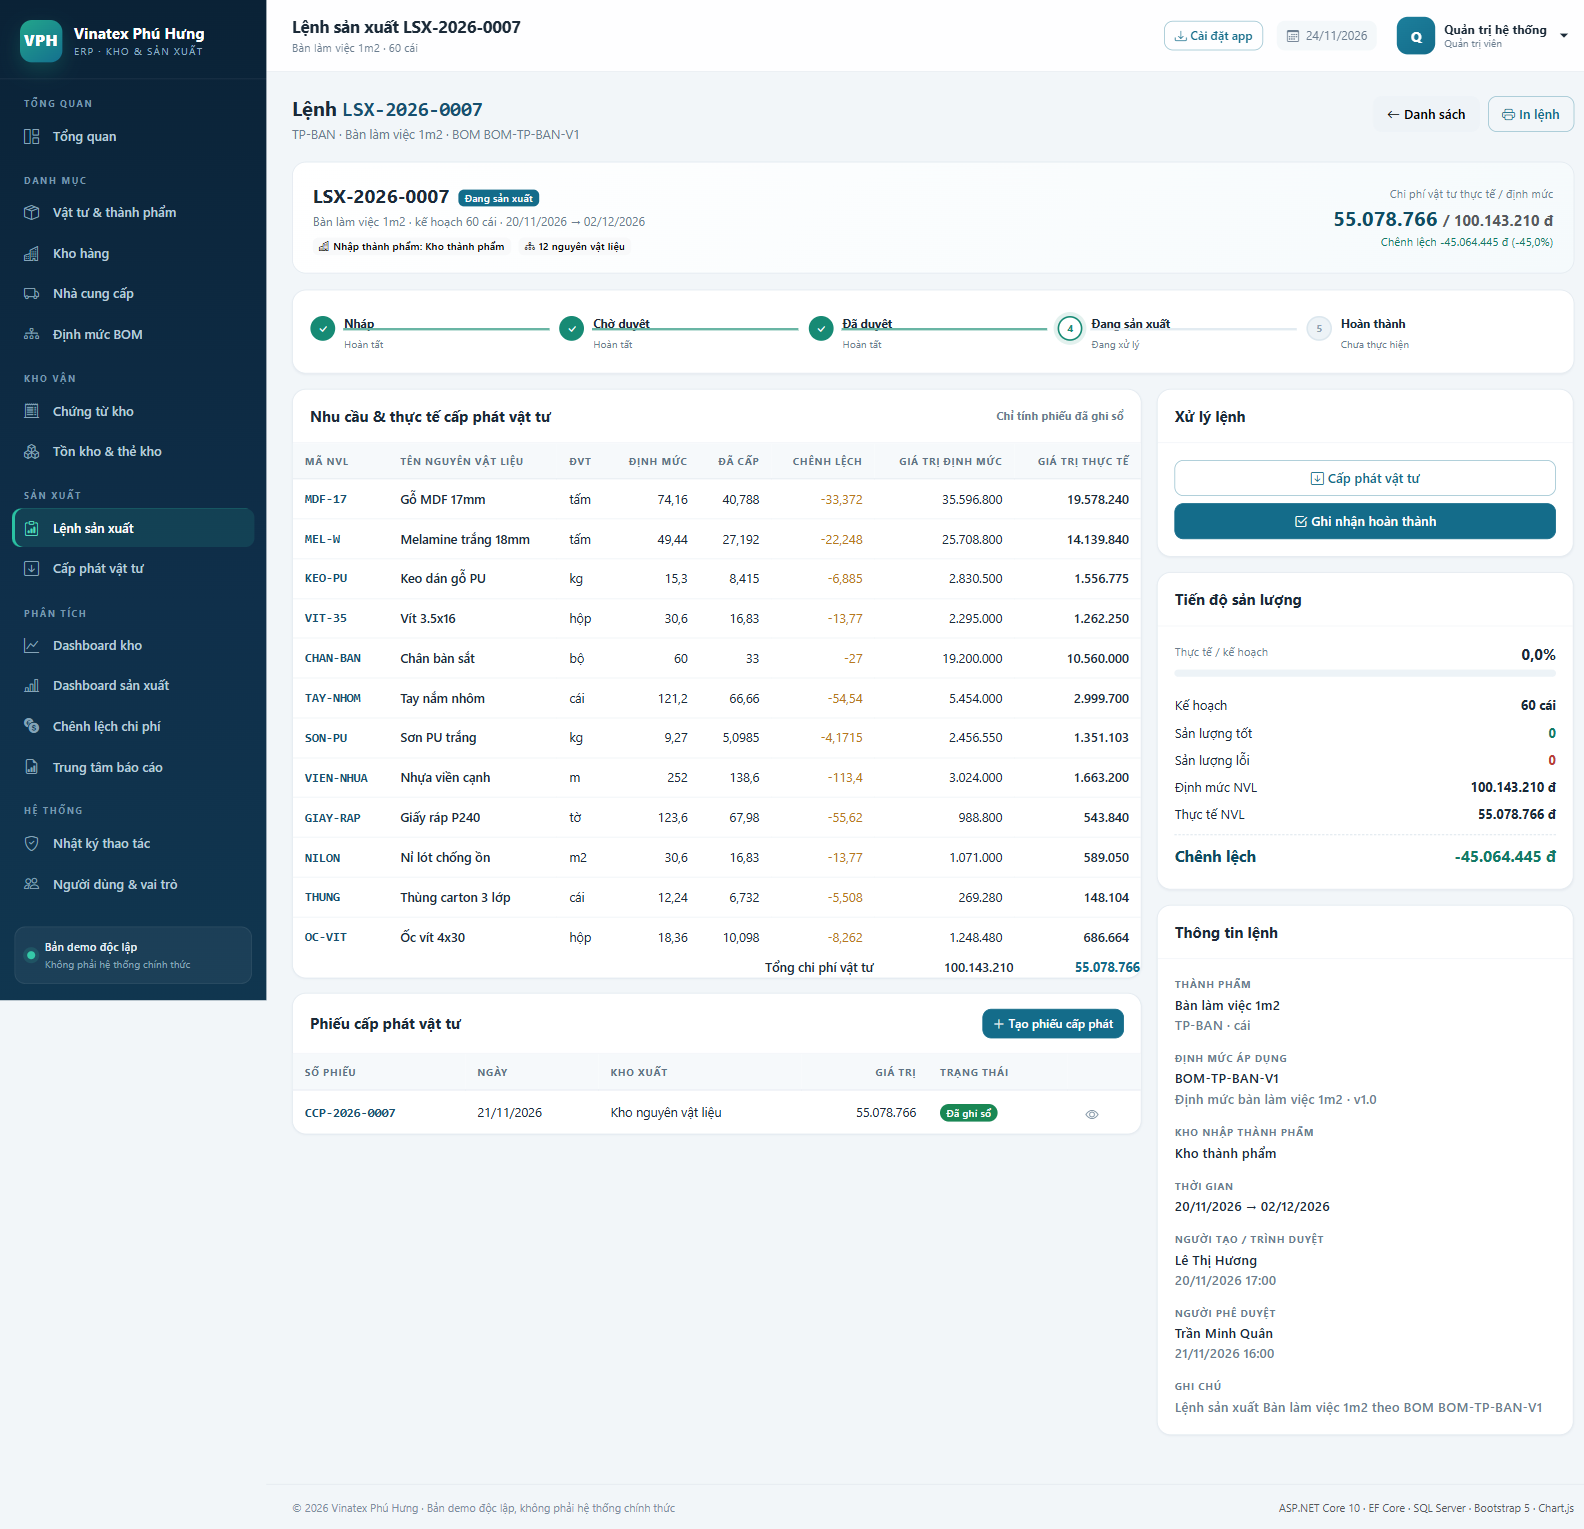 VPH
Vinatex Phú Hưng
ERP · KHO & SẢN XUẤT
TỔNG QUAN
Tổng quan
DANH MỤC
Vật tư & thành phẩm
Kho hàng
Nhà cung cấp
Định mức BOM
KHO VẬN
Chứng từ kho
Tồn kho & thẻ kho
SẢN XUẤT
Lệnh sản xuất
Cấp phát vật tư
PHÂN TÍCH
Dashboard kho
Dashboard sản xuất
Chênh lệch chi phí
Trung tâm báo cáo
HỆ THỐNG
Nhật ký thao tác
Người dùng & vai trò
Bản demo độc lập
Không phải hệ thống chính thức
Lệnh sản xuất LSX-2026-0007
Bàn làm việc 1m2 · 60 cái
Cài đặt app
24/11/2026
Q
Quản trị hệ thống
Quản trị viên
Lệnh LSX-2026-0007
TP-BAN · Bàn làm việc 1m2 · BOM BOM-TP-BAN-V1
← Danh sách
In lệnh
LSX-2026-0007 Đang sản xuất
Bàn làm việc 1m2 · kế hoạch 60 cái · 20/11/2026 → 02/12/2026
Nhập thành phẩm: Kho thành phẩm 12 nguyên vật liệu
Chi phí vật tư thực tế / định mức
55.078.766 / 100.143.210 đ
Chênh lệch -45.064.445 đ (-45,0%)
Nháp
Hoàn tất
Chờ duyệt
Hoàn tất
Đã duyệt
Hoàn tất
4
Đang sản xuất
Đang xử lý
5
Hoàn thành
Chưa thực hiện
Nhu cầu & thực tế cấp phát vật tư
Chỉ tính phiếu đã ghi sổ
MÃ NVL TÊN NGUYÊN VẬT LIỆU ĐVT ĐỊNH MỨC ĐÃ CẤP CHÊNH LỆCH GIÁ TRỊ ĐỊNH MỨC GIÁ TRỊ THỰC TẾ
MDF-17 Gỗ MDF 17mm tấm 74,16 40,788 -33,372 35.596.800 19.578.240
MEL-W Melamine trắng 18mm tấm 49,44 27,192 -22,248 25.708.800 14.139.840
KEO-PU Keo dán gỗ PU kg 15,3 8,415 -6,885 2.830.500 1.556.775
VIT-35 Vít 3.5x16 hộp 30,6 16,83 -13,77 2.295.000 1.262.250
CHAN-BAN Chân bàn sắt bộ 60 33 -27 19.200.000 10.560.000
TAY-NHOM Tay nắm nhôm cái 121,2 66,66 -54,54 5.454.000 2.999.700
SON-PU Sơn PU trắng kg 9,27 5,0985 -4,1715 2.456.550 1.351.103
VIEN-NHUA Nhựa viền cạnh m 252 138,6 -113,4 3.024.000 1.663.200
GIAY-RAP Giấy ráp P240 tờ 123,6 67,98 -55,62 988.800 543.840
NILON Nỉ lót chống ồn m2 30,6 16,83 -13,77 1.071.000 589.050
THUNG Thùng carton 3 lớp cái 12,24 6,732 -5,508 269.280 148.104
OC-VIT Ốc vít 4x30 hộp 18,36 10,098 -8,262 1.248.480 686.664
Tổng chi phí vật tư 100.143.210 55.078.766
Phiếu cấp phát vật tư
+ Tạo phiếu cấp phát
SỐ PHIẾU NGÀY KHO XUẤT GIÁ TRỊ TRẠNG THÁI
CCP-2026-0007 21/11/2026 Kho nguyên vật liệu 55.078.766 Đã ghi sổ
Xử lý lệnh
Cấp phát vật tư
Ghi nhận hoàn thành
Tiến độ sản lượng
Thực tế / kế hoạch 0,0%
Kế hoạch 60 cái
Sản lượng tốt 0
Sản lượng lỗi 0
Định mức NVL 100.143.210 đ
Thực tế NVL 55.078.766 đ
Chênh lệch -45.064.445 đ
Thông tin lệnh
THÀNH PHẨM
Bàn làm việc 1m2
TP-BAN · cái
ĐỊNH MỨC ÁP DỤNG
BOM-TP-BAN-V1
Định mức bàn làm việc 1m2 · v1.0
KHO NHẬP THÀNH PHẨM
Kho thành phẩm
THỜI GIAN
20/11/2026 → 02/12/2026
NGƯỜI TẠO / TRÌNH DUYỆT
Lê Thị Hương
20/11/2026 17:00
NGƯỜI PHÊ DUYỆT
Trần Minh Quân
21/11/2026 16:00
GHI CHÚ
Lệnh sản xuất Bàn làm việc 1m2 theo BOM BOM-TP-BAN-V1
© 2026 Vinatex Phú Hưng · Bản demo độc lập, không phải hệ thống chính thức
ASP.NET Core 10 · EF Core · SQL Server · Bootstrap 5 · Chart.js